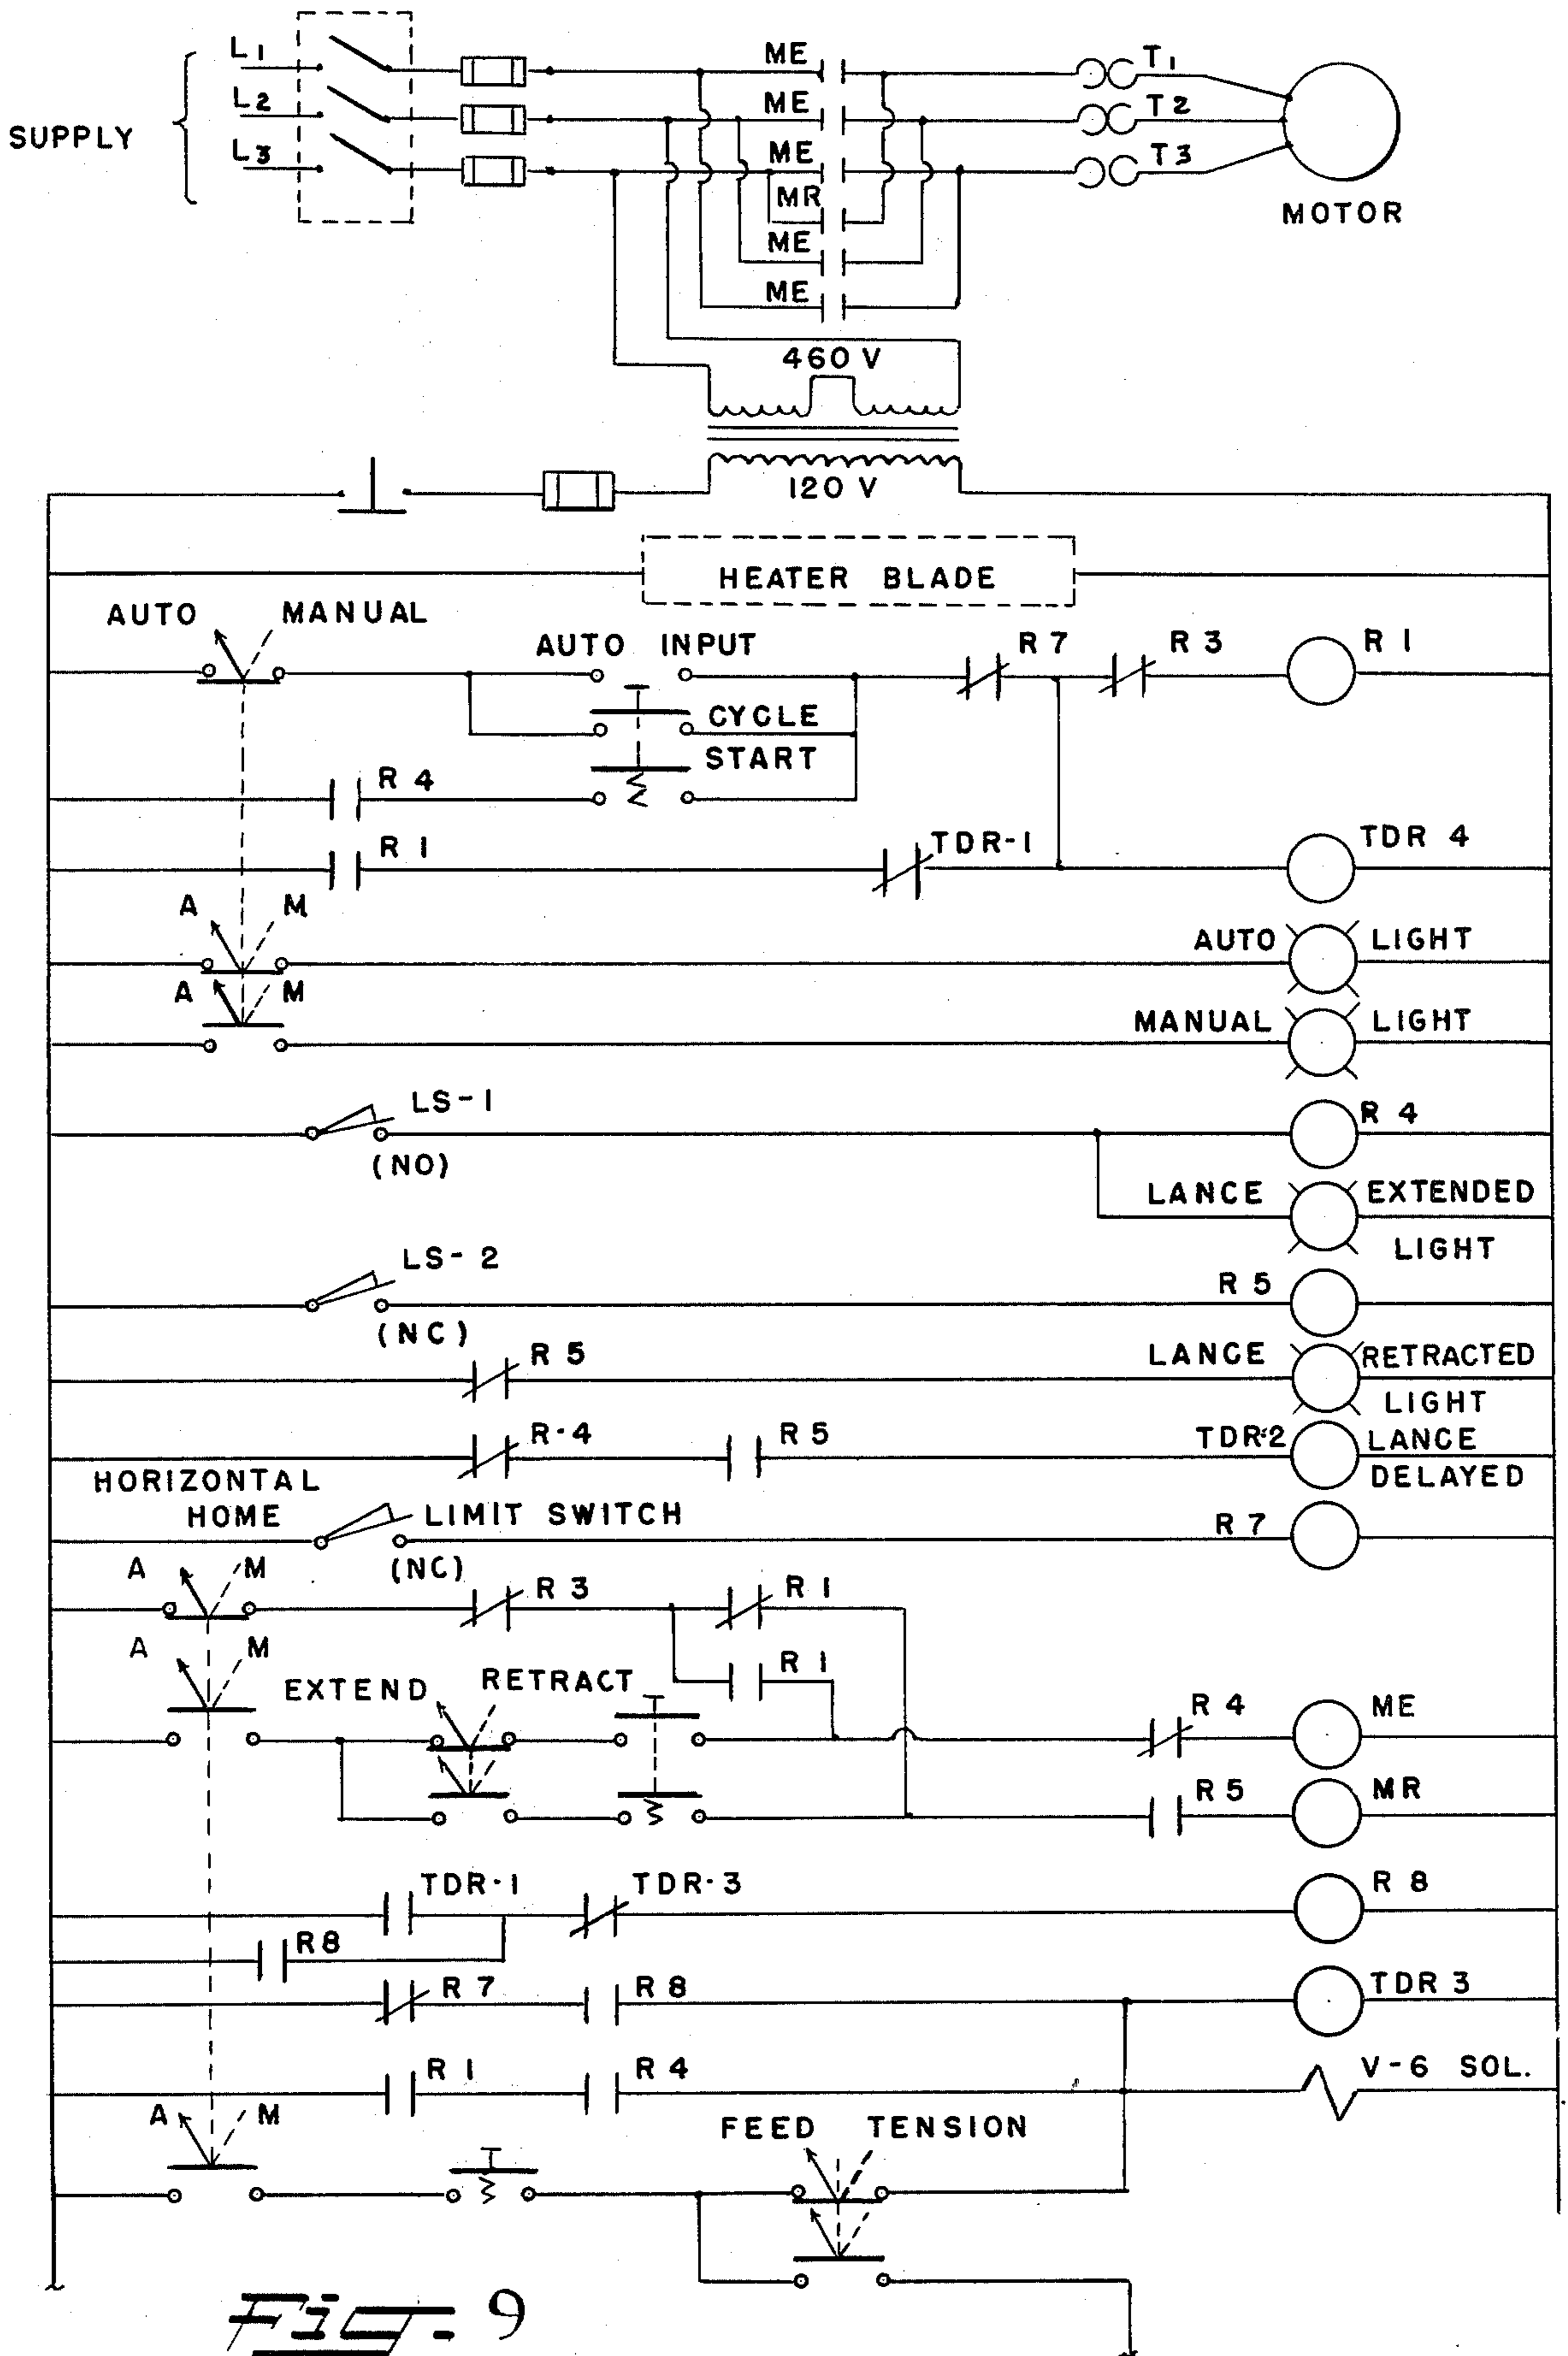 L1 ME T1
L2 ME T2
SUPPLY
L3 ME T3
MR
MOTOR
ME
ME
460 V
120 V
HEATER BLADE
AUTO MANUAL
AUTO INPUT R 7 R 3 R 1
CYCLE
START
R 4
R 1 TDR-1 TDR 4
A M
AUTO LIGHT
A M
MANUAL LIGHT
LS-1 R 4
(NO)
LANCE EXTENDED
LIGHT
LS-2 R 5
(NC)
R 5 LANCE RETRACTED
LIGHT
R-4 R 5 TDR-2 LANCE
DELAYED
HORIZONTAL
HOME LIMIT SWITCH R 7
(NC)
A M R 3 R 1
A M
R 1
EXTEND RETRACT
R 4 ME
R 5 MR
TDR-1 TDR-3 R 8
R8
R 7 R 8 TDR 3
R 1 R 4 V-6 SOL.
A M
FEED TENSION
FIG. 9